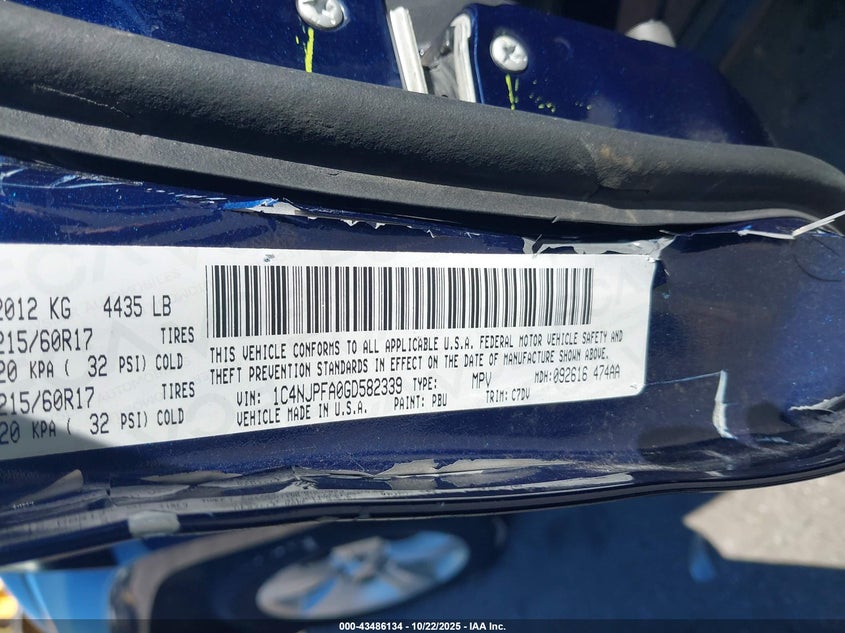 2012 KG 4435 LB
215/60R17 TIRES
20 KPA ( 32 PSI) COLD
215/60R17 TIRES
20 KPA ( 32 PSI) COLD
THIS VEHICLE CONFORMS TO ALL APPLICABLE U.S.A. FEDERAL MOTOR VEHICLE SAFETY AND
THEFT PREVENTION STANDARDS IN EFFECT ON THE DATE OF MANUFACTURE SHOWN ABOVE.
VIN: 1C4NJPFA0GD582339 TYPE: MPV MDH: 092616 474AA
VEHICLE MADE IN U.S.A. PAINT: PBU TRIM: C7DV
000-43486134 - 10/22/2025 - IAA Inc.